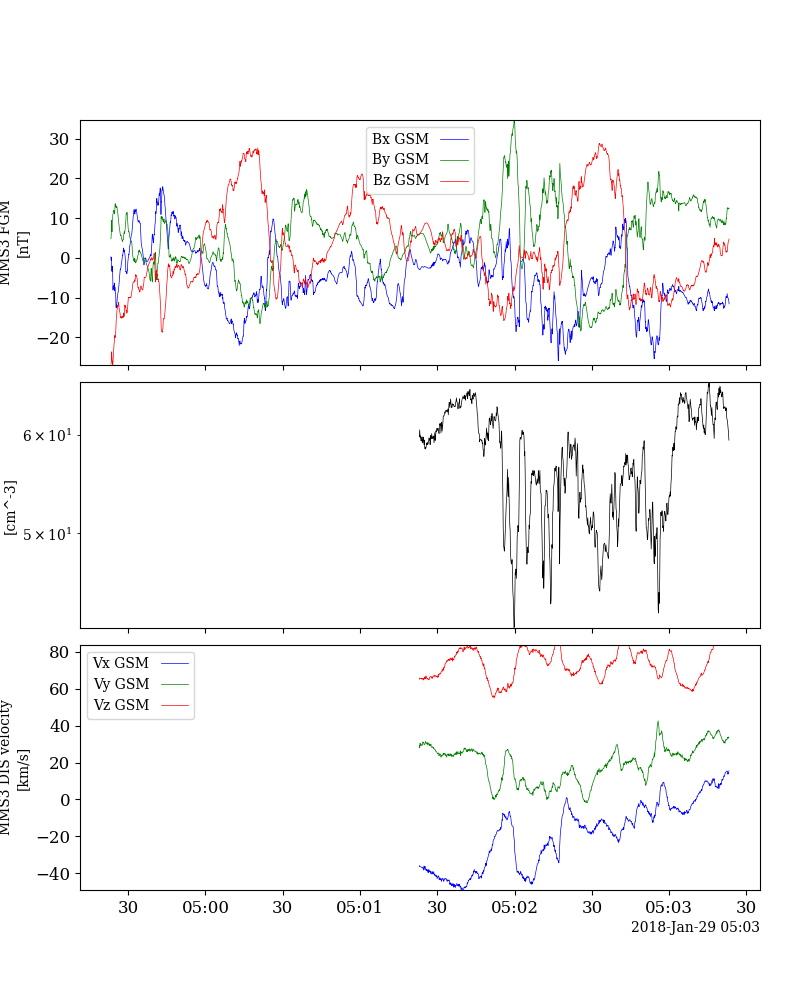 30
20
10
0
−10
−20
MMS3 FGM
[nT]
Bx GSM
By GSM
Bz GSM
6 × 10¹
5 × 10¹
[cm^-3]
80
60
40
20
0
−20
−40
MMS3 DIS velocity
[km/s]
Vx GSM
Vy GSM
Vz GSM
30 05:00 30 05:01 30 05:02 30 05:03 30
2018-Jan-29 05:03